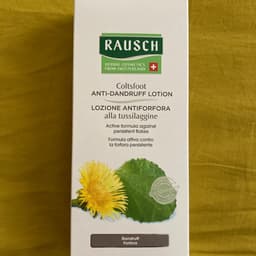 RAUSCH
HERBAL COSMETICS
FROM SWITZERLAND
Coltsfoot
ANTI-DANDRUFF LOTION
LOZIONE ANTIFORFORA
alla tussilaggine
Active formula against
persistent flakes
Formula attiva contro
la forfora persistente
Dandruff
Forfora